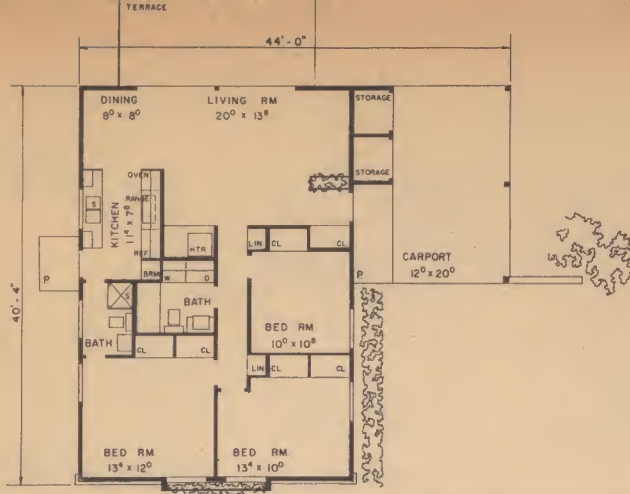 TERRACE
44'-0"
DINING
8⁰ x 8⁰
LIVING RM
20⁰ x 13⁸
STORAGE
STORAGE
OVEN
RANGE
S
KITCHEN
11⁴ x 7⁶
REF
HTR
LIN
CL
CL
CARPORT
12⁰ x 20⁰
P.
P.
BRM
W
D
S
BATH
BATH
BED RM
10⁰ x 10⁸
40'-4"
CL
CL
LIN
CL
CL
BED RM
13⁴ x 12⁰
BED RM
13⁴ x 10⁰